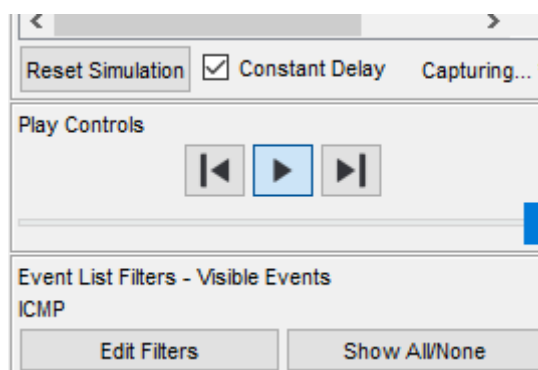 Reset Simulation Constant Delay Capturing...
Play Controls
Event List Filters - Visible Events
ICMP
Edit Filters Show All/None